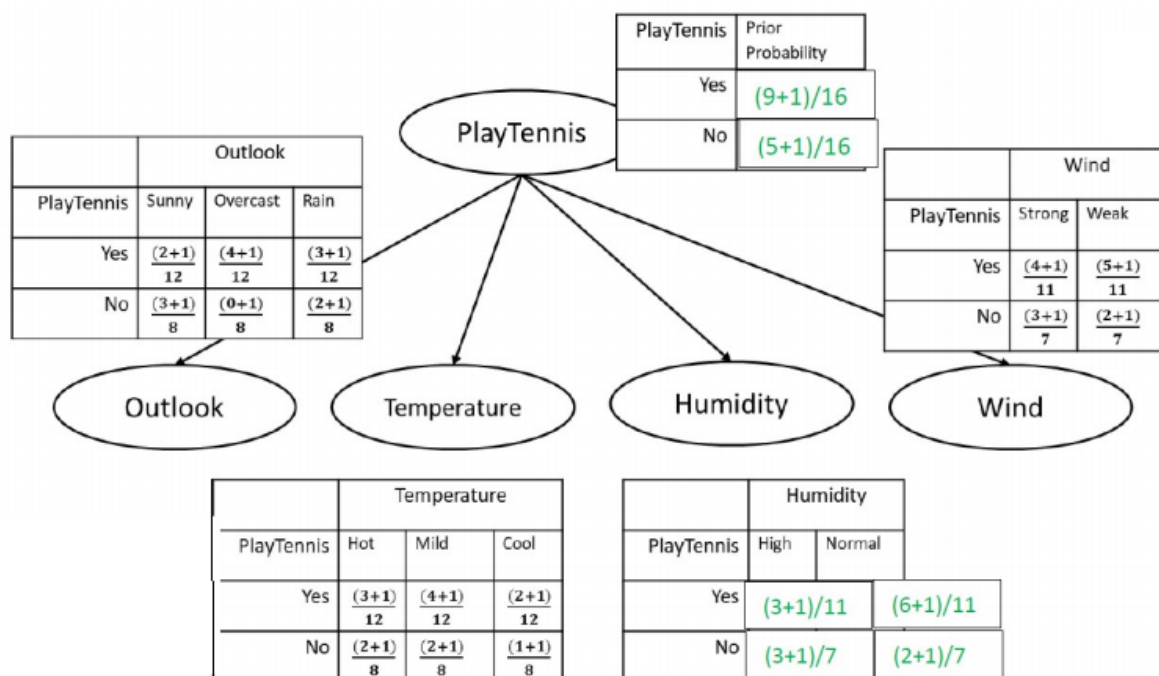 PlayTennis Prior
Probability
Yes (9+1)/16
No (5+1)/16
PlayTennis
Outlook
PlayTennis Sunny Overcast Rain
Yes (2+1)/12 (4+1)/12 (3+1)/12
No (3+1)/8 (0+1)/8 (2+1)/8
Wind
PlayTennis Strong Weak
Yes (4+1)/11 (5+1)/11
No (3+1)/7 (2+1)/7
Outlook
Temperature
Humidity
Wind
Temperature
PlayTennis Hot Mild Cool
Yes (3+1)/12 (4+1)/12 (2+1)/12
No (2+1)/8 (2+1)/8 (1+1)/8
Humidity
PlayTennis High Normal
Yes (3+1)/11 (6+1)/11
No (3+1)/7 (2+1)/7